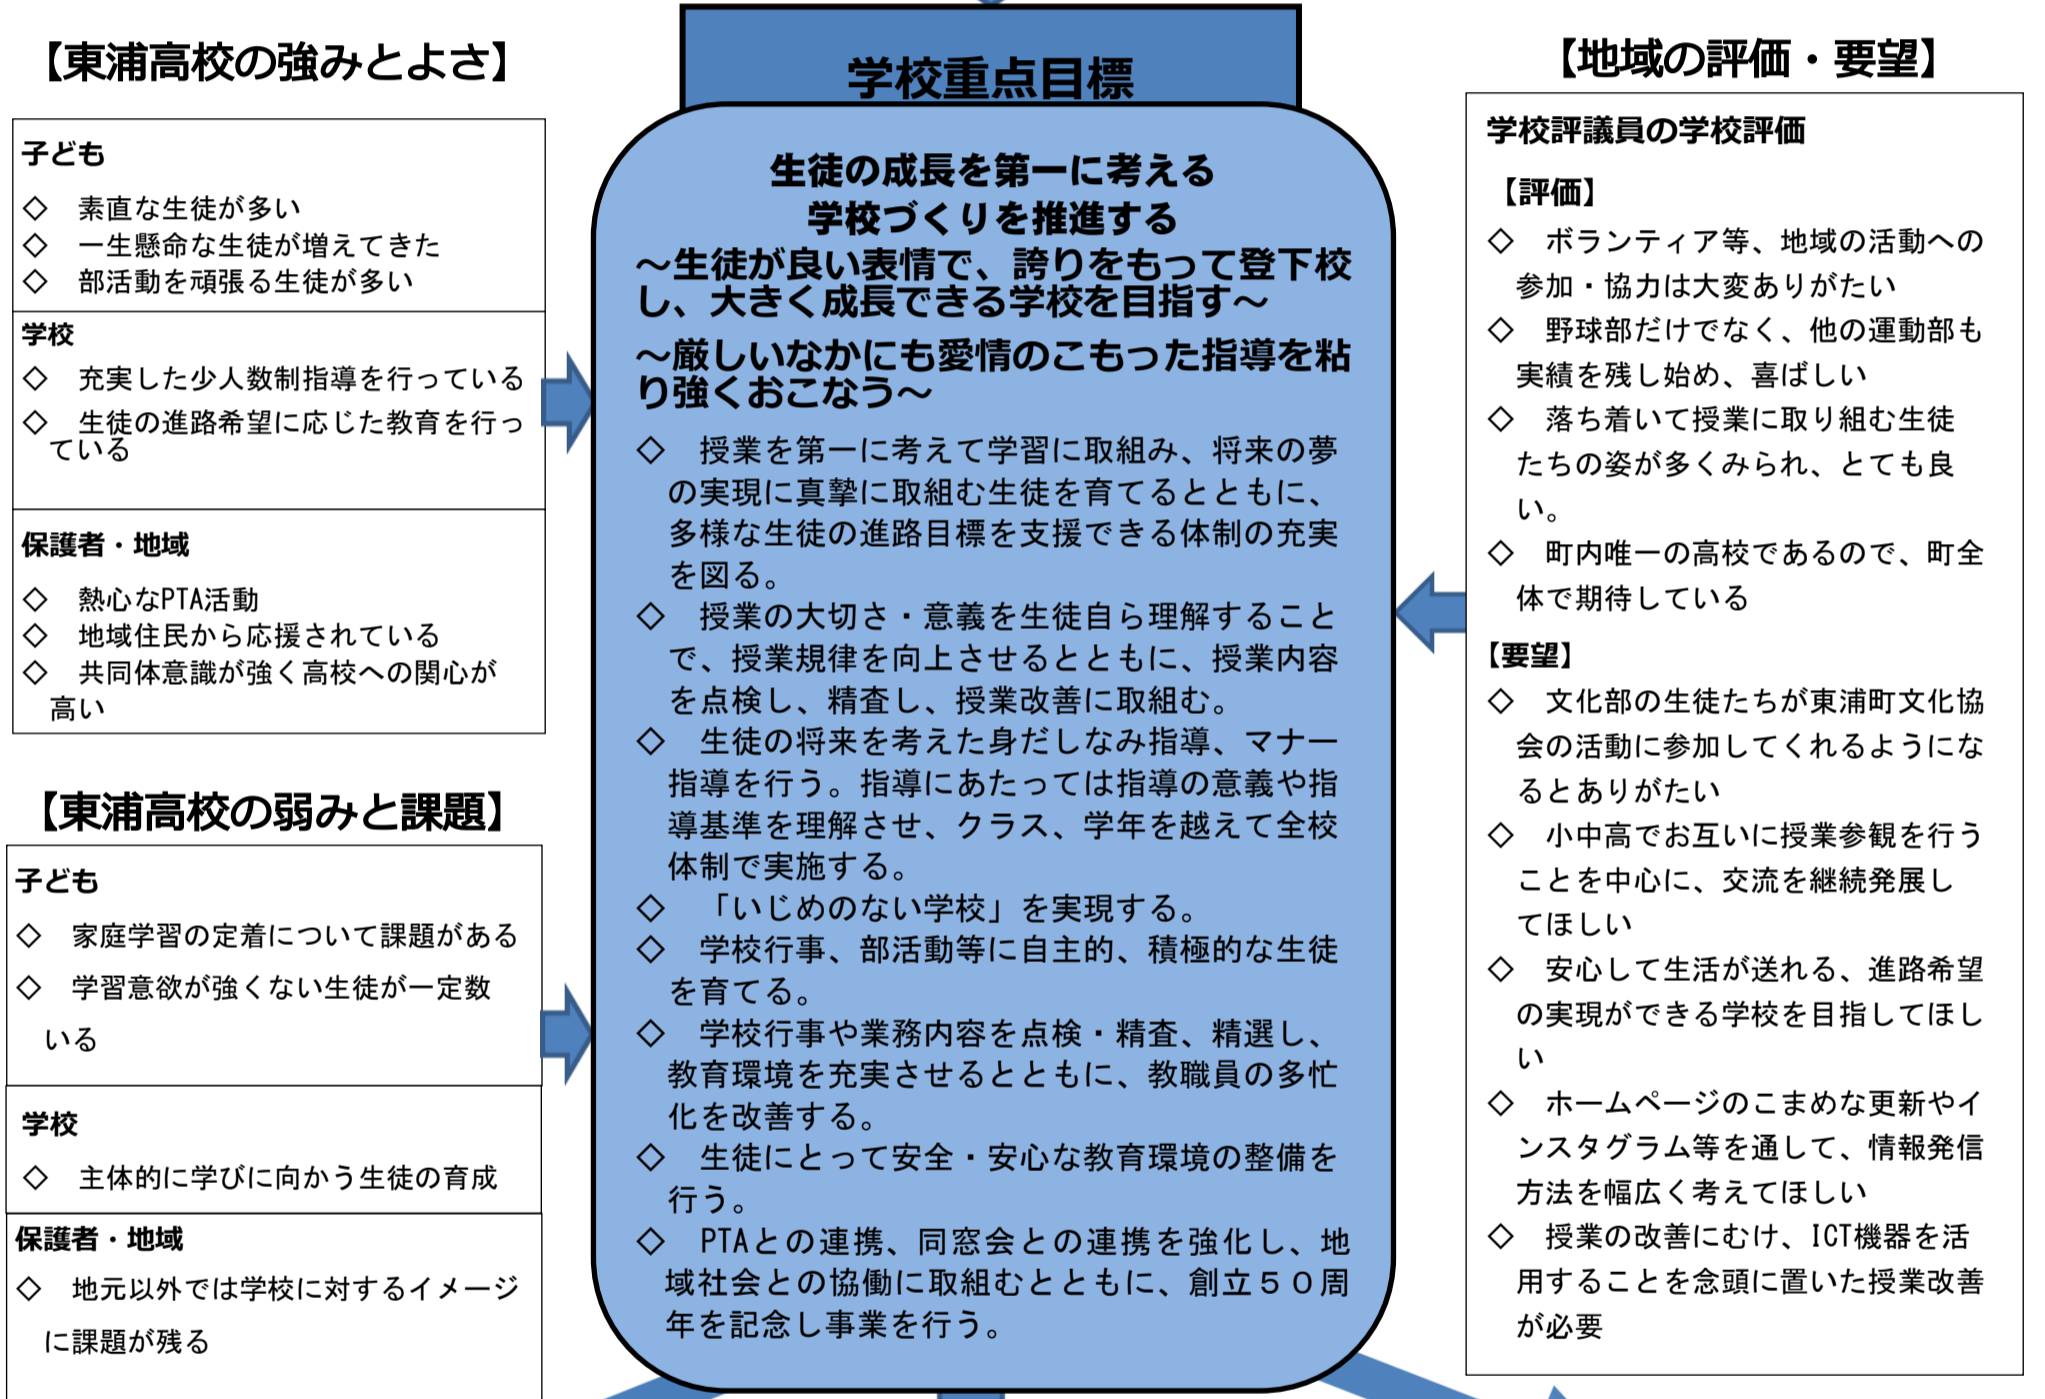 【東浦高校の強みとよさ】
子ども
◇　素直な生徒が多い
◇　一生懸命な生徒が増えてきた
◇　部活動を頑張る生徒が多い
学校
◇　充実した少人数制指導を行っている
◇　生徒の進路希望に応じた教育を行っ
ている
保護者・地域
◇　熱心なPTA活動
◇　地域住民から応援されている
◇　共同体意識が強く高校への関心が
高い
【東浦高校の弱みと課題】
子ども
◇　家庭学習の定着について課題がある
◇　学習意欲が強くない生徒が一定数
いる
学校
◇　主体的に学びに向かう生徒の育成
保護者・地域
◇　地元以外では学校に対するイメージ
に課題が残る
学校重点目標
生徒の成長を第一に考える
学校づくりを推進する
～生徒が良い表情で、誇りをもって登下校
し、大きく成長できる学校を目指す～
～厳しいなかにも愛情のこもった指導を粘
り強くおこなう～
◇　授業を第一に考えて学習に取組み、将来の夢
の実現に真摯に取組む生徒を育てるとともに、
多様な生徒の進路目標を支援できる体制の充実
を図る。
◇　授業の大切さ・意義を生徒自ら理解すること
で、授業規律を向上させるとともに、授業内容
を点検し、精査し、授業改善に取組む。
◇　生徒の将来を考えた身だしなみ指導、マナー
指導を行う。指導にあたっては指導の意義や指
導基準を理解させ、クラス、学年を越えて全校
体制で実施する。
◇　「いじめのない学校」を実現する。
◇　学校行事、部活動等に自主的、積極的な生徒
を育てる。
◇　学校行事や業務内容を点検・精査、精選し、
教育環境を充実させるとともに、教職員の多忙
化を改善する。
◇　生徒にとって安全・安心な教育環境の整備を
行う。
◇　PTAとの連携、同窓会との連携を強化し、地
域社会との協働に取組むとともに、創立５０周
年を記念し事業を行う。
【地域の評価・要望】
学校評議員の学校評価
【評価】
◇　ボランティア等、地域の活動への
参加・協力は大変ありがたい
◇　野球部だけでなく、他の運動部も
実績を残し始め、喜ばしい
◇　落ち着いて授業に取り組む生徒
たちの姿が多くみられ、とても良
い。
◇　町内唯一の高校であるので、町全
体で期待している
【要望】
◇　文化部の生徒たちが東浦町文化協
会の活動に参加してくれるようにな
るとありがたい
◇　小中高でお互いに授業参観を行う
ことを中心に、交流を継続発展し
てほしい
◇　安心して生活が送れる、進路希望
の実現ができる学校を目指してほし
い
◇　ホームページのこまめな更新やイ
ンスタグラム等を通して、情報発信
方法を幅広く考えてほしい
◇　授業の改善にむけ、ICT機器を活
用することを念頭に置いた授業改善
が必要